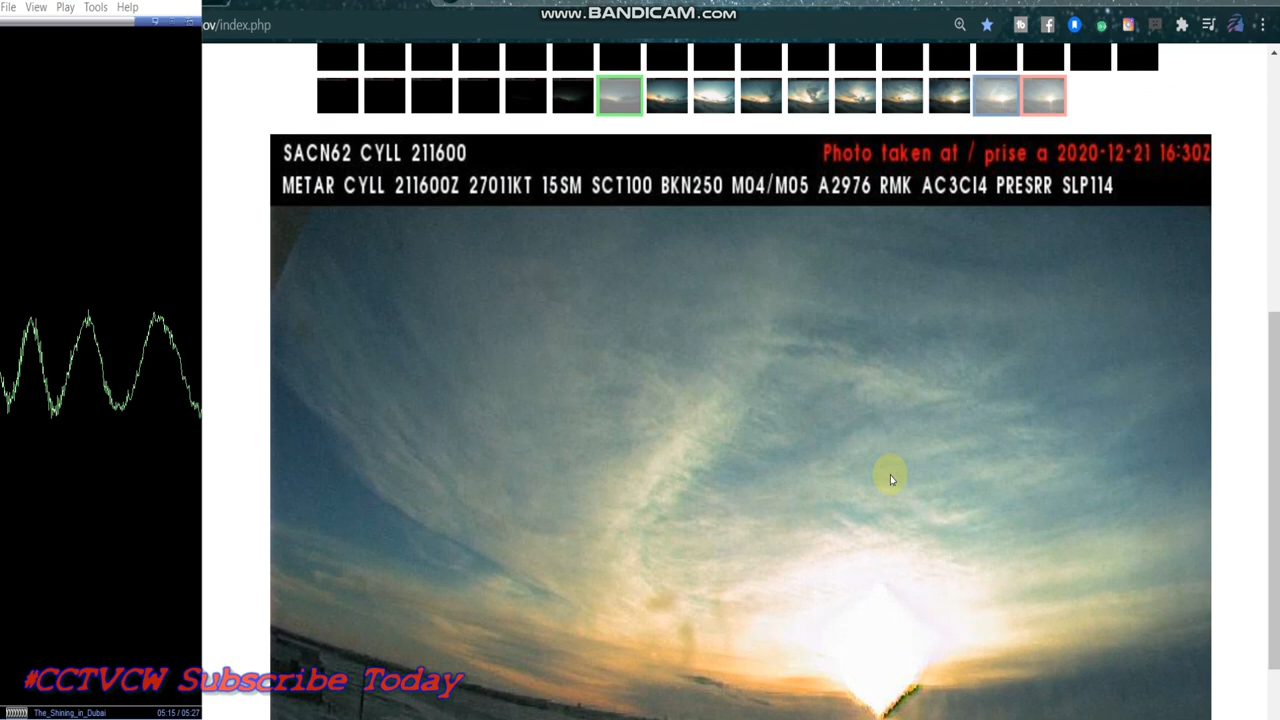 www.BANDICAM.com
File View Play Tools Help
ov/index.php
SACN62 CYLL 211600
Photo taken at / prise a 2020-12-21 16:30Z
METAR CYLL 211600Z 27011KT 15SM SCT100 BKN250 M04/M05 A2976 RMK AC3CI4 PRESRR SLP114
#CCTVCW Subscribe Today
The_Shining_in_Dubai 05:15 / 05:27